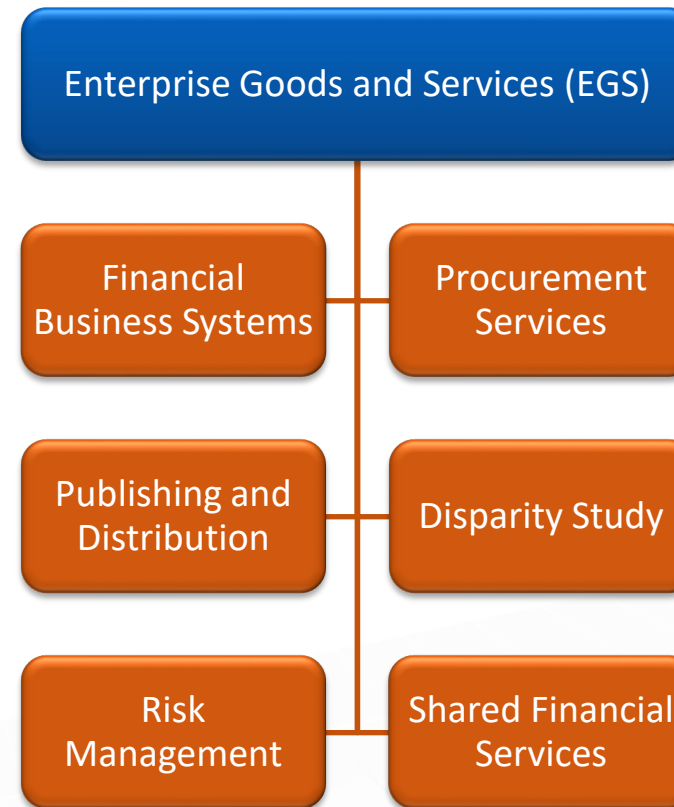 Enterprise Goods and Services (EGS)
Financial
Business Systems
Procurement
Services
Publishing and
Distribution
Disparity Study
Risk
Management
Shared Financial
Services